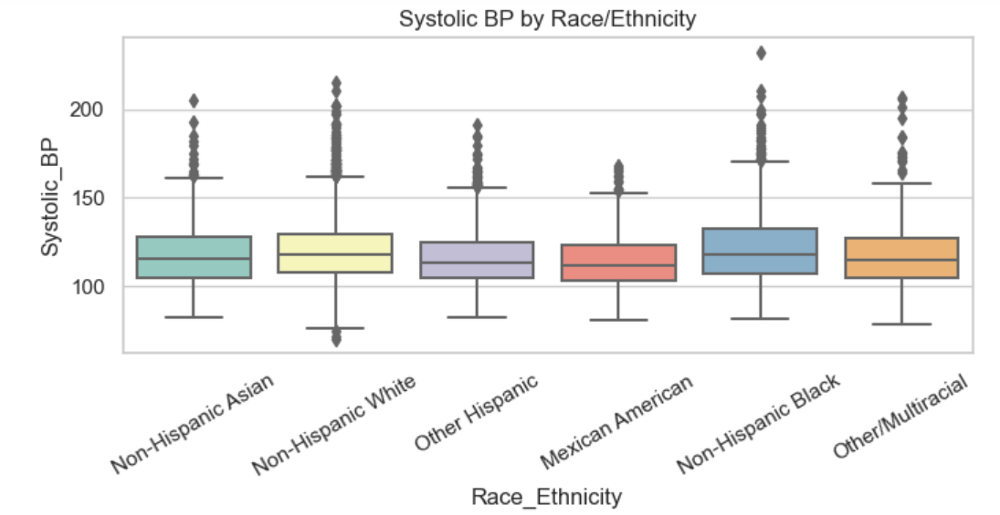 Systolic BP by Race/Ethnicity
Systolic_BP
200
150
100
Non-Hispanic Asian
Non-Hispanic White
Other Hispanic
Mexican American
Non-Hispanic Black
Other/Multiracial
Race_Ethnicity